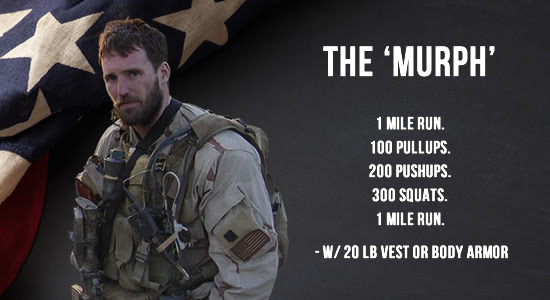 THE ‘MURPH’
1 MILE RUN.
100 PULLUPS.
200 PUSHUPS.
300 SQUATS.
1 MILE RUN.
- W/ 20 LB VEST OR BODY ARMOR